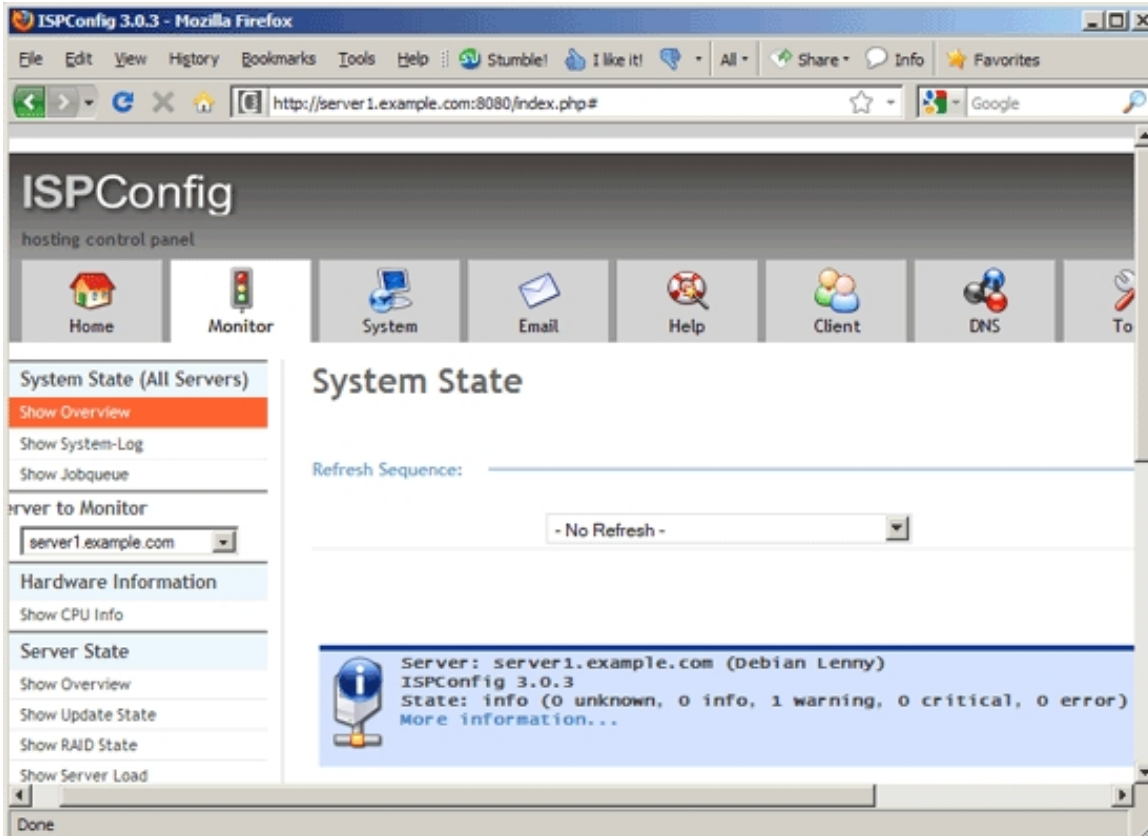 ISPConfig 3.0.3 - Mozilla Firefox
File Edit View History Bookmarks Tools Help Stumble! I like it! All Share Info Favorites
http://server1.example.com:8080/index.php# Google
ISPConfig
hosting control panel
Home Monitor System Email Help Client DNS To
System State (All Servers)
Show Overview
Show System-Log
Show Jobqueue
erver to Monitor
server1.example.com
Hardware Information
Show CPU Info
Server State
Show Overview
Show Update State
Show RAID State
Show Server Load
System State
Refresh Sequence:
- No Refresh -
Server: server1.example.com (Debian Lenny)
ISPConfig 3.0.3
State: info (0 unknown, 0 info, 1 warning, 0 critical, 0 error)
More information...
Done